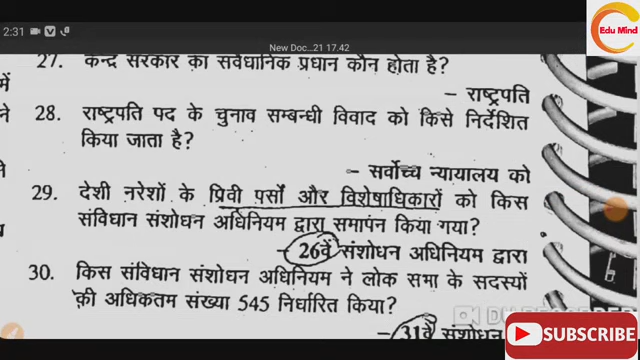 2:31
Edu Mind
New Doc...21 17.42
27. केन्द्र सरकार का संवैधानिक प्रधान कौन होता है?
में
– राष्ट्रपति
ने
28. राष्ट्रपति पद के चुनाव सम्बन्धी विवाद को किसे निर्देशित
किया जाता है?
– सर्वोच्च न्यायालय को
29. देशी नरेशों के प्रिवी पर्सों और विशेषाधिकारों को किस
संविधान संशोधन अधिनियम द्वारा समापन किया गया?
– 26वें संशोधन अधिनियम द्वारा
30. किस संविधान संशोधन अधिनियम ने लोक सभा के सदस्यों
की अधिकतम संख्या 545 निर्धारित किया?
– 31वें संशोधन
SUBSCRIBE